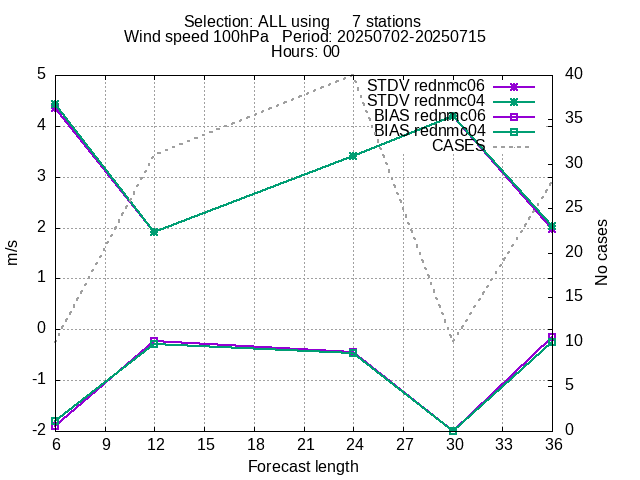 Selection: ALL using 7 stations
Wind speed 100hPa Period: 20250702-20250715
Hours: 00
STDV rednmc06
STDV rednmc04
BIAS rednmc06
BIAS rednmc04
CASES
5
4
3
2
1
0
-1
-2
m/s
40
35
30
25
20
15
10
5
0
No cases
6 9 12 15 18 21 24 27 30 33 36
Forecast length